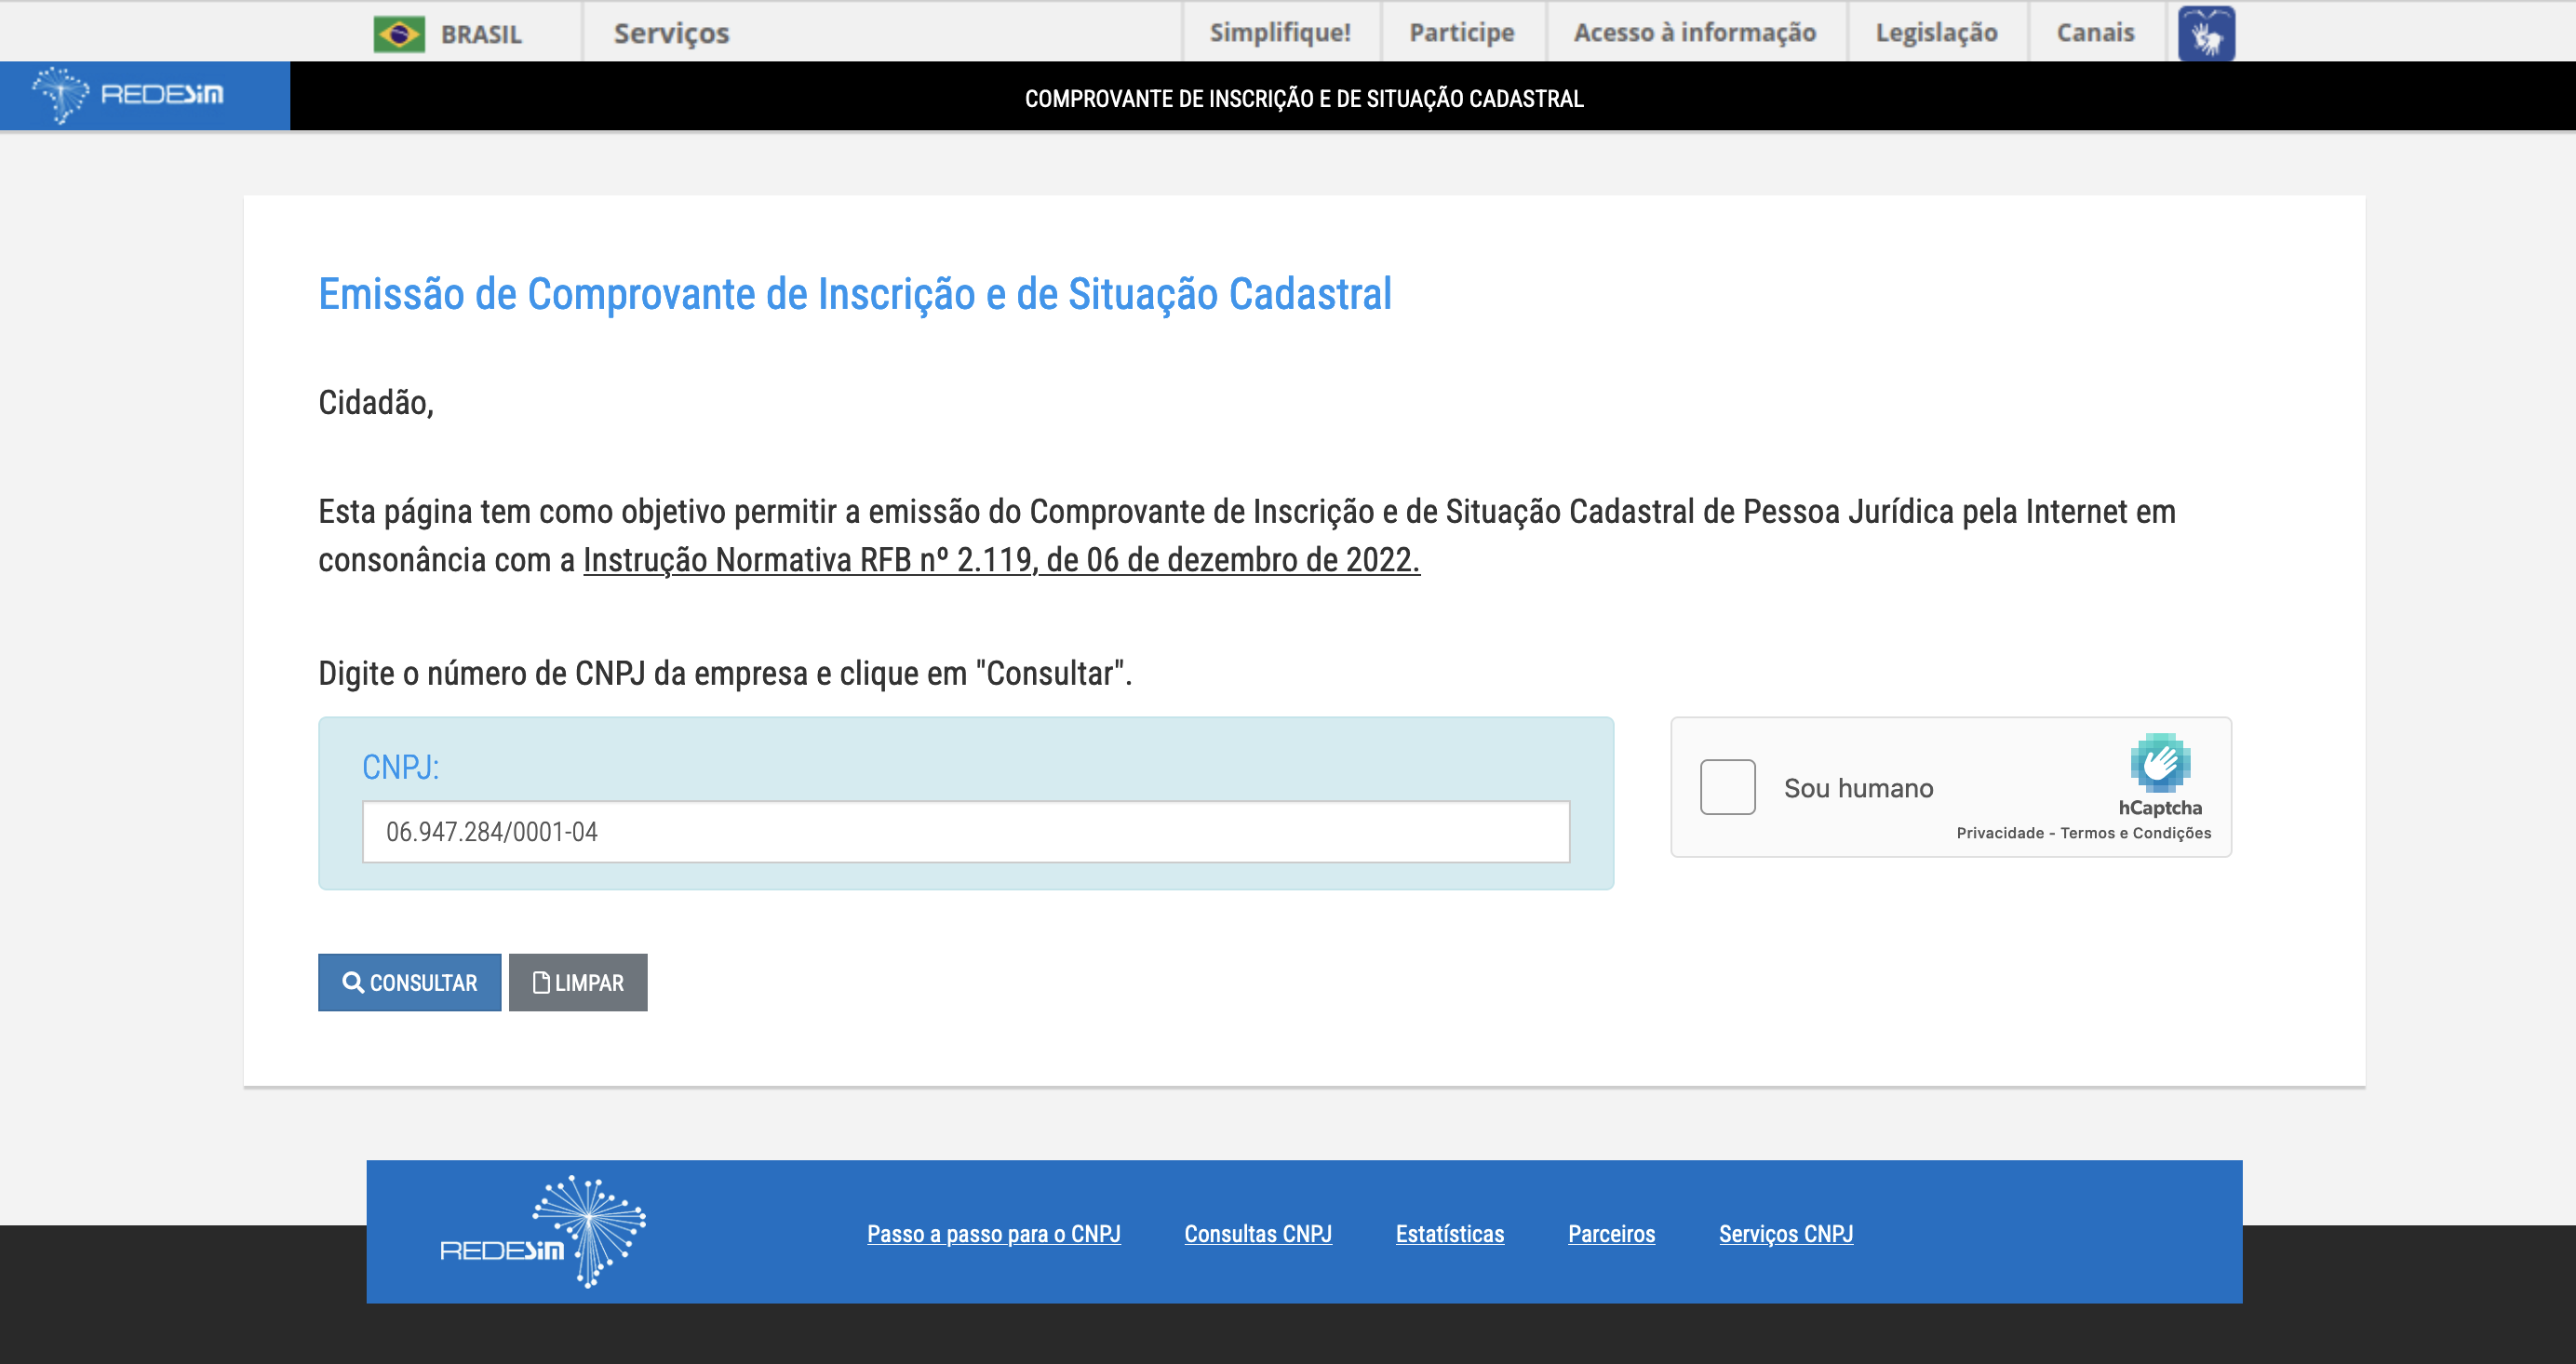 BRASIL
Serviços
Simplifique!
Participe
Acesso à informação
Legislação
Canais
REDESIM
COMPROVANTE DE INSCRIÇÃO E DE SITUAÇÃO CADASTRAL
Emissão de Comprovante de Inscrição e de Situação Cadastral
Cidadão,
Esta página tem como objetivo permitir a emissão do Comprovante de Inscrição e de Situação Cadastral de Pessoa Jurídica pela Internet em
consonância com a Instrução Normativa RFB nº 2.119, de 06 de dezembro de 2022.
Digite o número de CNPJ da empresa e clique em "Consultar".
CNPJ:
06.947.284/0001-04
Sou humano
hCaptcha
Privacidade - Termos e Condições
CONSULTAR
LIMPAR
REDESIM
Passo a passo para o CNPJ
Consultas CNPJ
Estatísticas
Parceiros
Serviços CNPJ